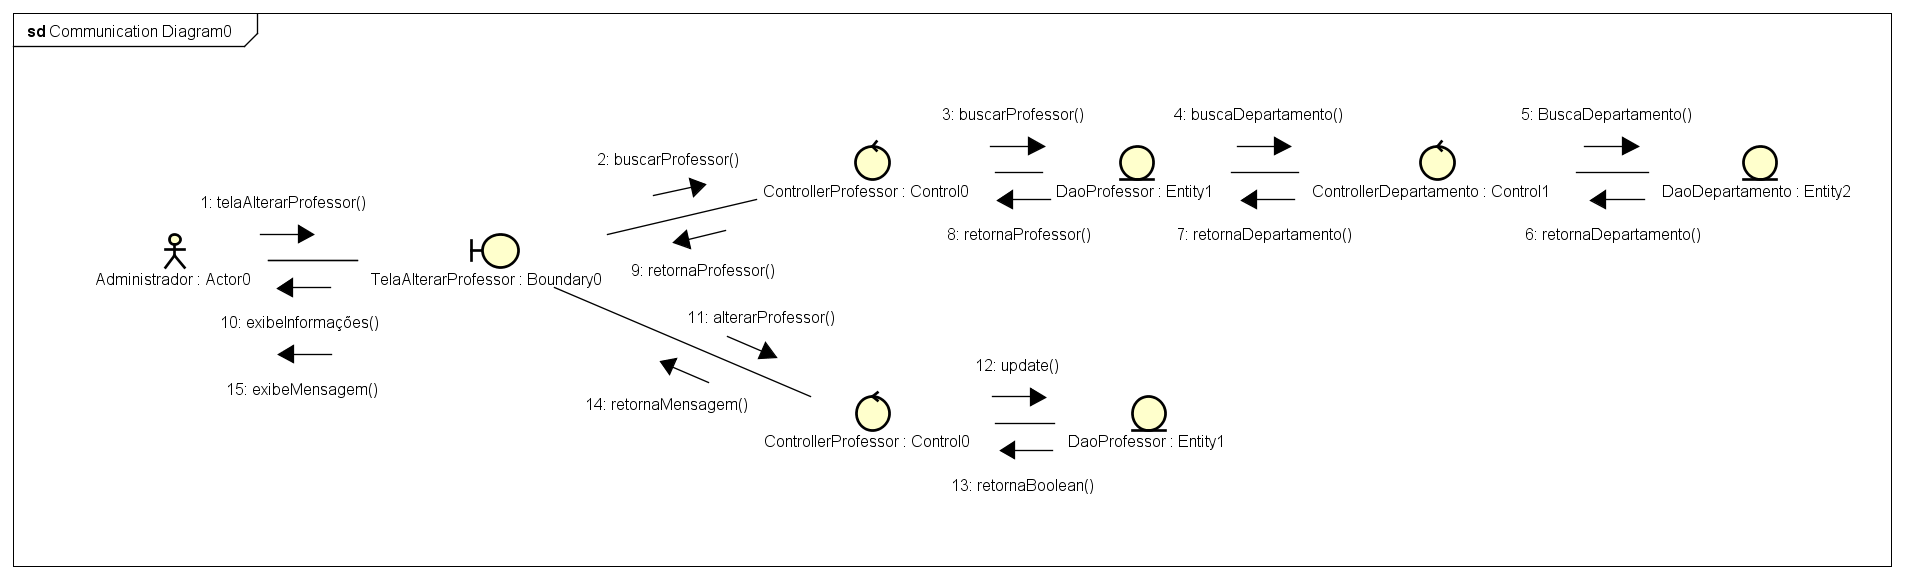 sd Communication Diagram0
3: buscarProfessor()
4: buscaDepartamento()
5: BuscaDepartamento()
2: buscarProfessor()
ControllerProfessor : Control0
DaoProfessor : Entity1
ControllerDepartamento : Control1
DaoDepartamento : Entity2
1: telaAlterarProfessor()
8: retornaProfessor()
7: retornaDepartamento()
6: retornaDepartamento()
9: retornaProfessor()
Administrador : Actor0
TelaAlterarProfessor : Boundary0
10: exibeInformações()
11: alterarProfessor()
12: update()
15: exibeMensagem()
14: retornaMensagem()
ControllerProfessor : Control0
DaoProfessor : Entity1
13: retornaBoolean()